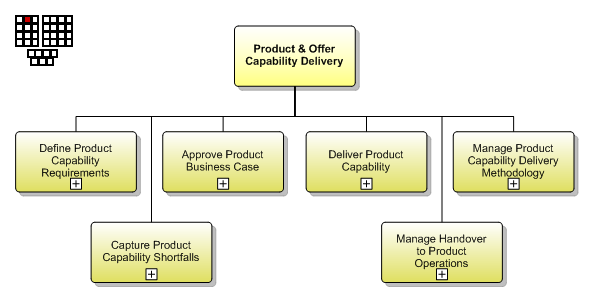 Product & Offer
Capability Delivery
Define Product
Capability
Requirements
Approve Product
Business Case
Deliver Product
Capability
Manage Product
Capability Delivery
Methodology
Capture Product
Capability Shortfalls
Manage Handover
to Product
Operations